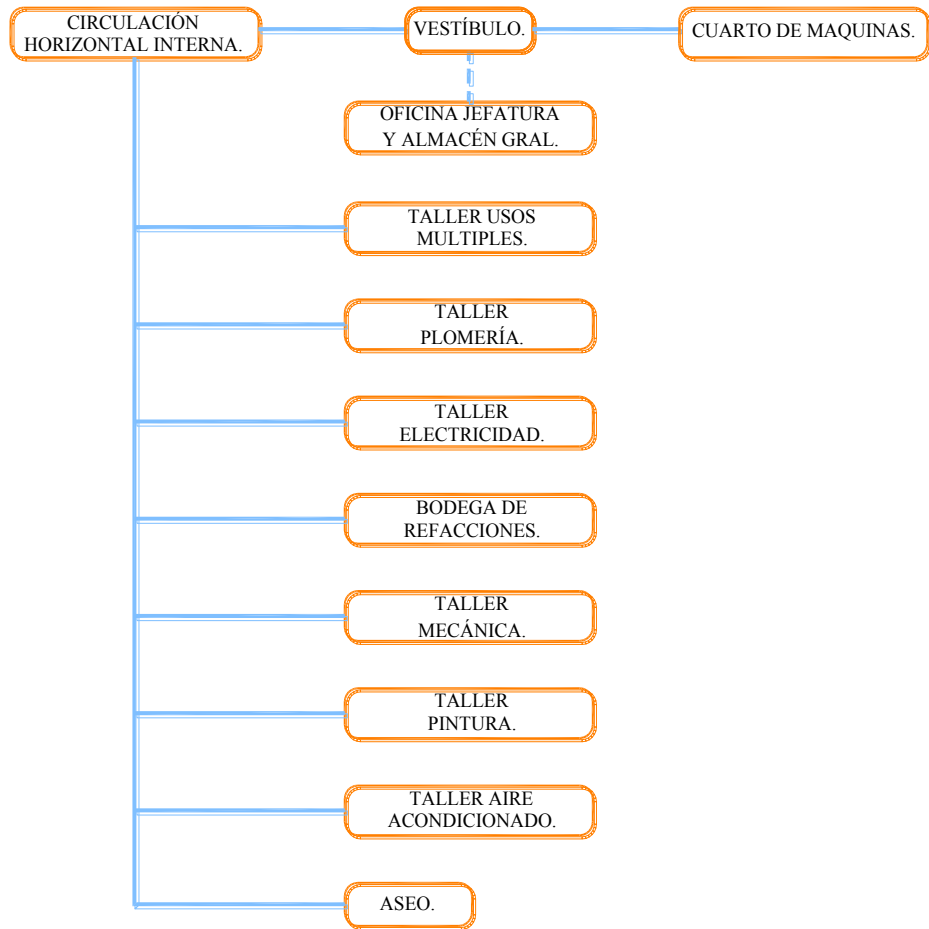 CIRCULACIÓN
HORIZONTAL INTERNA.
VESTÍBULO.
CUARTO DE MAQUINAS.
OFICINA JEFATURA
Y ALMACÉN GRAL.
TALLER USOS
MULTIPLES.
TALLER
PLOMERÍA.
TALLER
ELECTRICIDAD.
BODEGA DE
REFACCIONES.
TALLER
MECÁNICA.
TALLER
PINTURA.
TALLER AIRE
ACONDICIONADO.
ASEO.